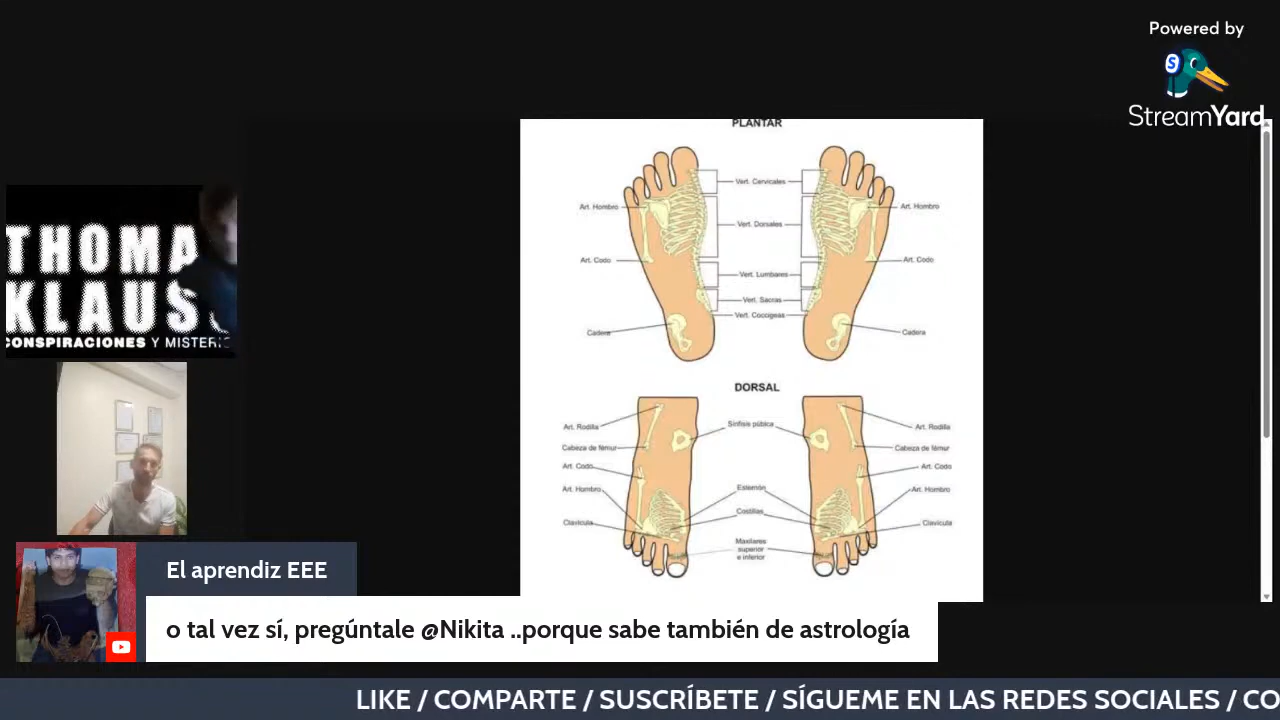 Powered by
StreamYard
PLANTAR
Vert. Cervicales
Art. Hombro
Art. Hombro
Vert. Dorsales
Art. Codo
Art. Codo
Vert. Lumbares
Vert. Sacras
Vert. Coccigeas
Cadera
Cadera
DORSAL
Art. Rodilla
Sínfisis púbica
Art. Rodilla
Cabeza de fémur
Cabeza de fémur
Art. Codo
Art. Codo
Art. Hombro
Esternón
Art. Hombro
Clavícula
Costillas
Clavícula
Maxilares
superior
e inferior
CONSPIRACIONES Y MISTERI
El aprendiz EEE
o tal vez sí, pregúntale @Nikita ..porque sabe también de astrología
LIKE / COMPARTE / SUSCRÍBETE / SÍGUEME EN LAS REDES SOCIALES / CO